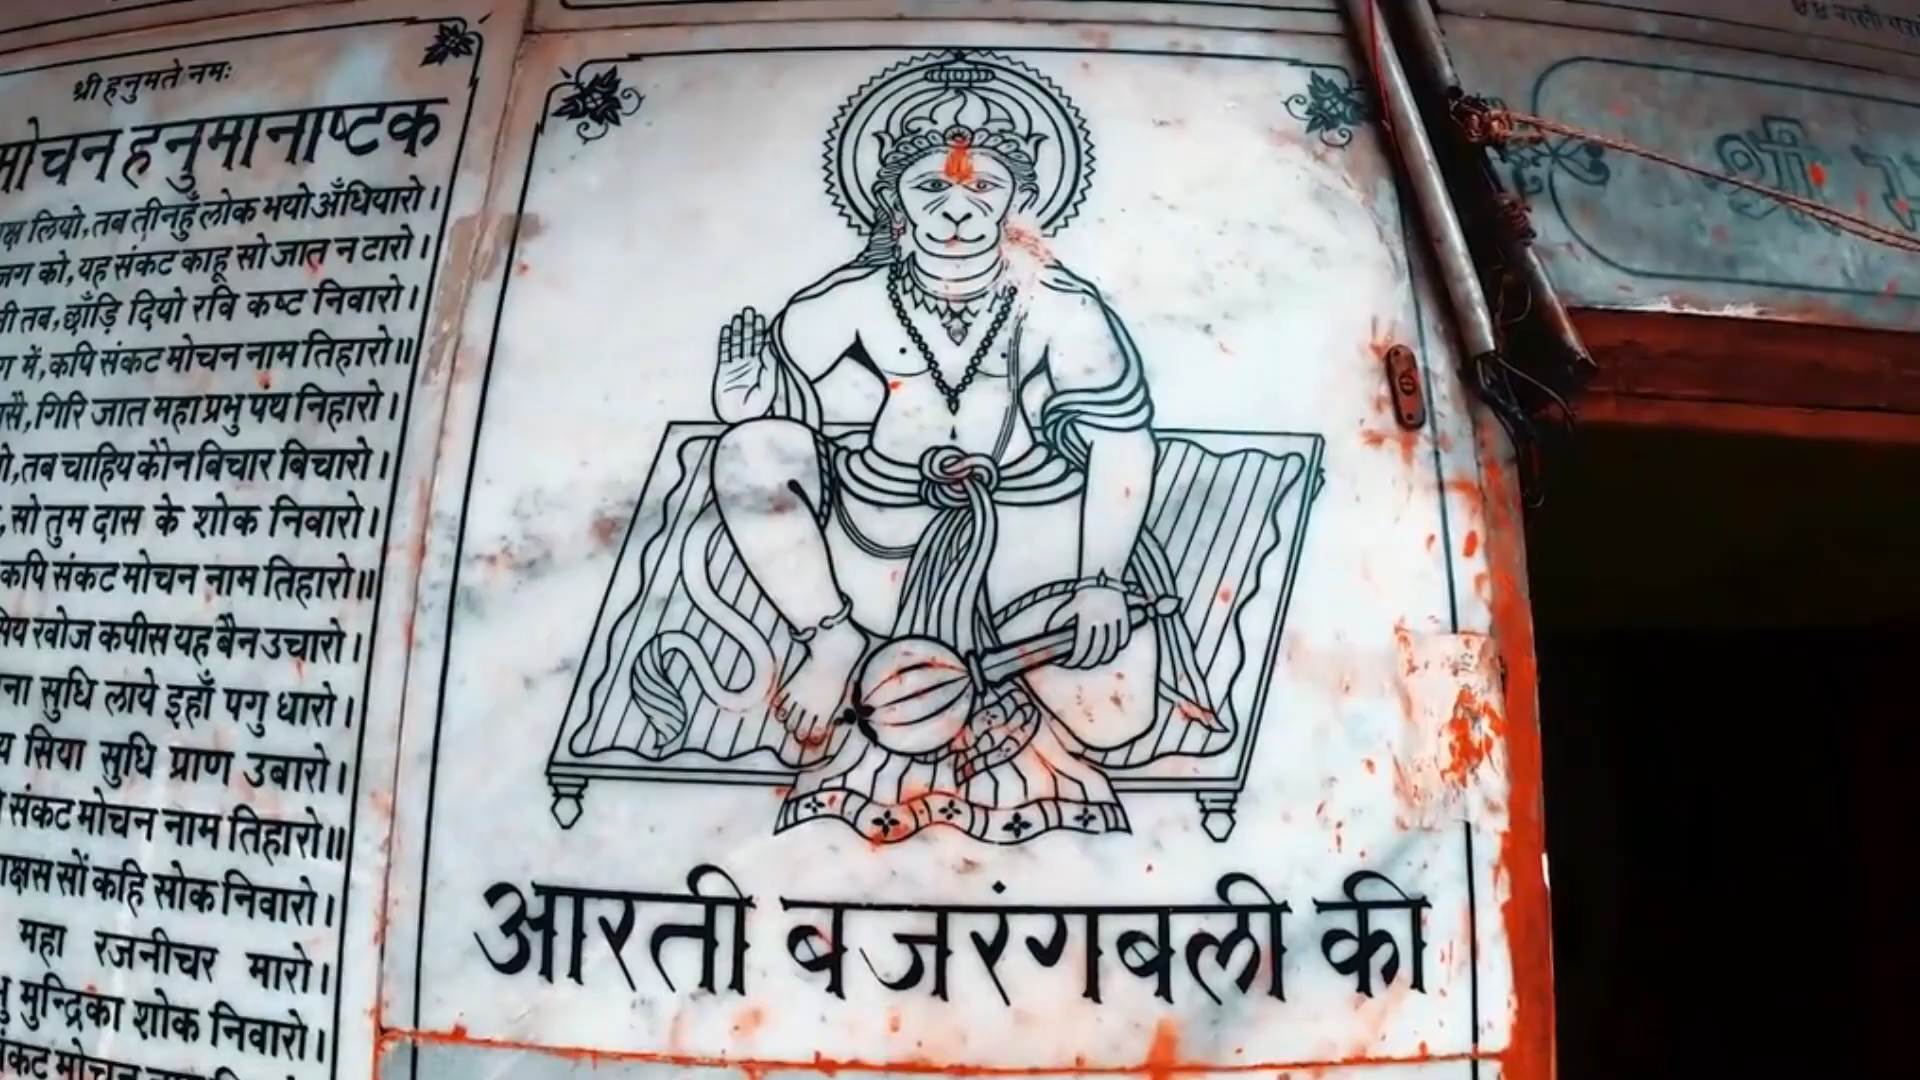 श्री हनुमते नमः
मोचन हनुमानाष्टक
लियो, तब तीनहुँ लोक भयो अँधियारो।
को, यह संकट काहू सो जात न टारो।
तब, छाँड़ि दियो रवि कष्ट निवारो।
में, कपि संकट मोचन नाम तिहारो॥
गिरि जात महा प्रभु पंथ निहारो।
तब चाहिय कौन बिचार बिचारो।
सो तुम दास के शोक निवारो।
कपि संकट मोचन नाम तिहारो॥
खोज कपीस यह बैन उचारो।
सुधि लाये इहाँ पगु धारो।
सिया सुधि प्राण उबारो।
संकट मोचन नाम तिहारो॥
सों कहि सोक निवारो।
महा रजनीचर मारो।
मुन्द्रिका शोक निवारो।
मोचन
आरती बजरंगबली की
श्री